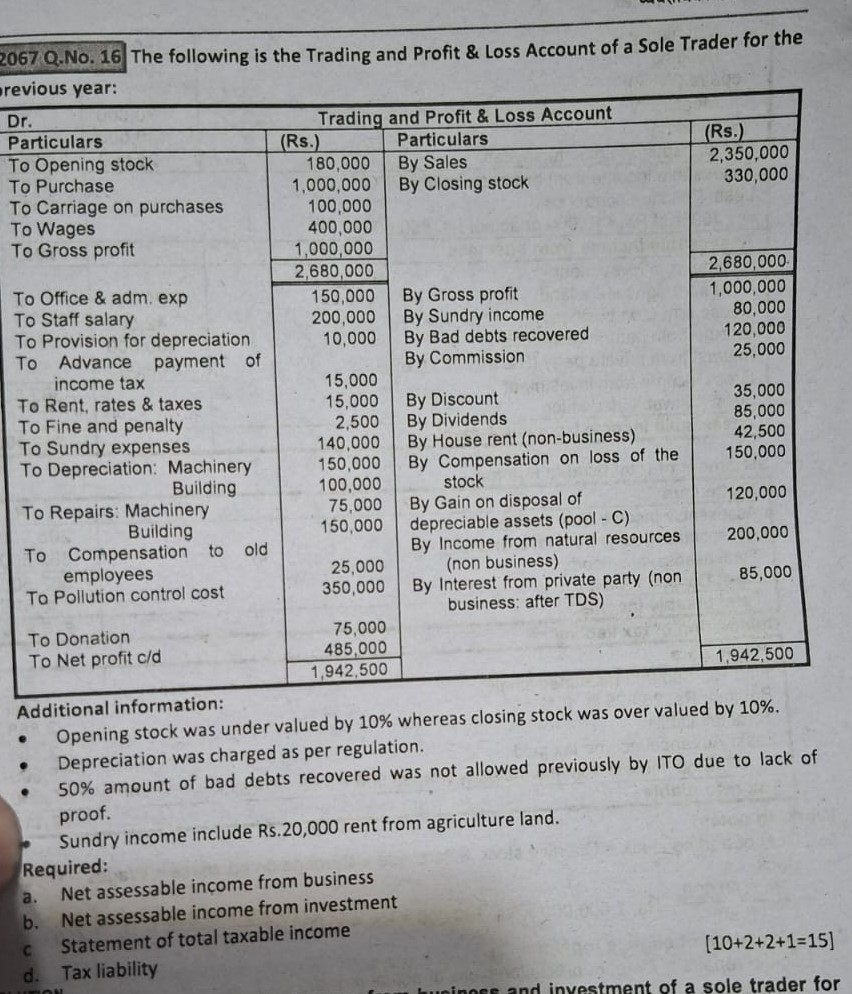 2067 Q.No. 16 The following is the Trading and Profit & Loss Account of a Sole Trader for the
previous year:
Dr. Trading and Profit & Loss Account
Particulars (Rs.) Particulars (Rs.)
To Opening stock 180,000 By Sales 2,350,000
To Purchase 1,000,000 By Closing stock 330,000
To Carriage on purchases 100,000
To Wages 400,000
To Gross profit 1,000,000
2,680,000 2,680,000
To Office & adm. exp 150,000 By Gross profit 1,000,000
To Staff salary 200,000 By Sundry income 80,000
To Provision for depreciation 10,000 By Bad debts recovered 120,000
To Advance payment of By Commission 25,000
income tax 15,000
To Rent, rates & taxes 15,000 By Discount 35,000
To Fine and penalty 2,500 By Dividends 85,000
To Sundry expenses 140,000 By House rent (non-business) 42,500
To Depreciation: Machinery 150,000 By Compensation on loss of the 150,000
Building 100,000 stock
To Repairs: Machinery 75,000 By Gain on disposal of 120,000
Building 150,000 depreciable assets (pool - C)
To Compensation to old By Income from natural resources 200,000
employees 25,000 (non business)
To Pollution control cost 350,000 By Interest from private party (non 85,000
business: after TDS)
To Donation 75,000
To Net profit c/d 485,000
1,942,500 1,942,500
Additional information:
• Opening stock was under valued by 10% whereas closing stock was over valued by 10%.
• Depreciation was charged as per regulation.
• 50% amount of bad debts recovered was not allowed previously by ITO due to lack of
proof.
• Sundry income include Rs.20,000 rent from agriculture land.
Required:
a. Net assessable income from business
b. Net assessable income from investment
c Statement of total taxable income
d. Tax liability [10+2+2+1=15]
business and investment of a sole trader for